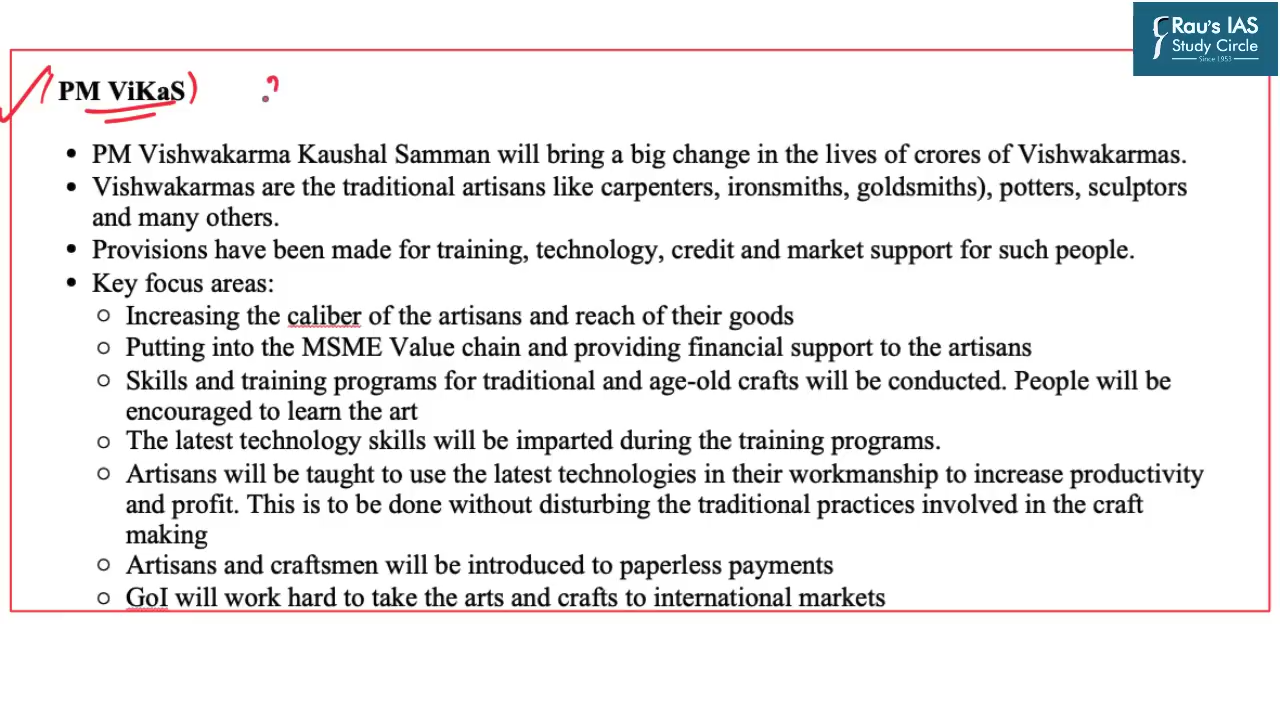 Rau's IAS
Study Circle
Since 1953
PM ViKaS
• PM Vishwakarma Kaushal Samman will bring a big change in the lives of crores of Vishwakarmas.
• Vishwakarmas are the traditional artisans like carpenters, ironsmiths, goldsmiths), potters, sculptors
and many others.
• Provisions have been made for training, technology, credit and market support for such people.
• Key focus areas:
○ Increasing the caliber of the artisans and reach of their goods
○ Putting into the MSME Value chain and providing financial support to the artisans
○ Skills and training programs for traditional and age-old crafts will be conducted. People will be
encouraged to learn the art
○ The latest technology skills will be imparted during the training programs.
○ Artisans will be taught to use the latest technologies in their workmanship to increase productivity
and profit. This is to be done without disturbing the traditional practices involved in the craft
making
○ Artisans and craftsmen will be introduced to paperless payments
○ GoI will work hard to take the arts and crafts to international markets